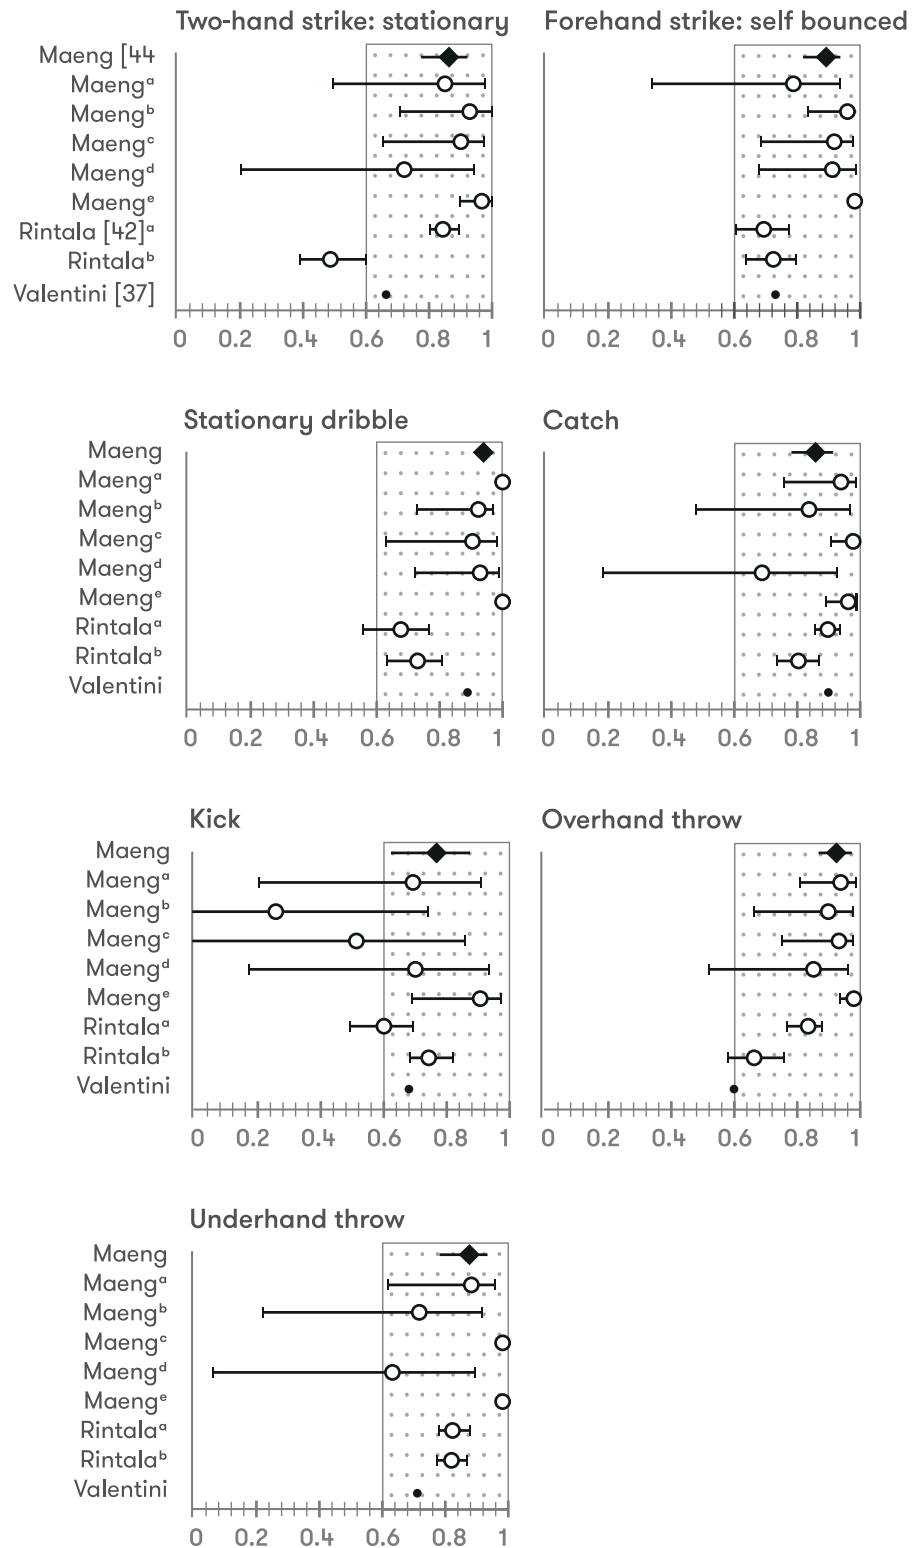 Two-hand strike: stationary
Forehand strike: self bounced
Maeng [44
Maengᵃ
Maengᵇ
Maengᶜ
Maengᵈ
Maengᵉ
Rintala [42]ᵃ
Rintalaᵇ
Valentini [37]
0 0.2 0.4 0.6 0.8 1
0 0.2 0.4 0.6 0.8 1
Stationary dribble
Catch
Maeng
Maengᵃ
Maengᵇ
Maengᶜ
Maengᵈ
Maengᵉ
Rintalaᵃ
Rintalaᵇ
Valentini
0 0.2 0.4 0.6 0.8 1
0 0.2 0.4 0.6 0.8 1
Kick
Overhand throw
Maeng
Maengᵃ
Maengᵇ
Maengᶜ
Maengᵈ
Maengᵉ
Rintalaᵃ
Rintalaᵇ
Valentini
0 0.2 0.4 0.6 0.8 1
0 0.2 0.4 0.6 0.8 1
Underhand throw
Maeng
Maengᵃ
Maengᵇ
Maengᶜ
Maengᵈ
Maengᵉ
Rintalaᵃ
Rintalaᵇ
Valentini
0 0.2 0.4 0.6 0.8 1